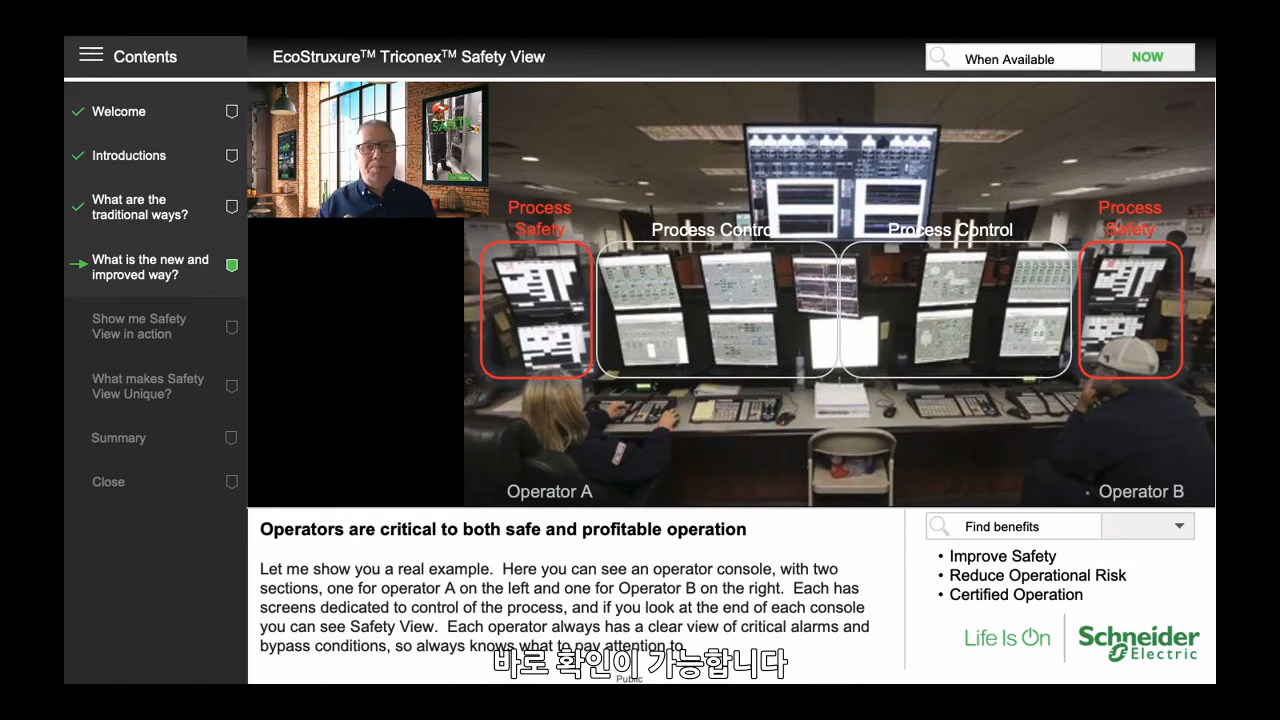 Contents
EcoStruxure™ Triconex™ Safety View
When Available
NOW
Welcome
Introductions
What are the
traditional ways?
What is the new and
improved way?
Show me Safety
View in action
What makes Safety
View Unique?
Summary
Close
SAFETY
Process
Safety
Process Control
Process Control
Process
Safety
Operator A
Operator B
Operators are critical to both safe and profitable operation
Let me show you a real example. Here you can see an operator console, with two
sections, one for operator A on the left and one for Operator B on the right. Each has
screens dedicated to control of the process, and if you look at the end of each console
you can see Safety View. Each operator always has a clear view of critical alarms and
bypass conditions, so always knows what to pay attention to.
바로 확인이 가능합니다
Public
Find benefits
• Improve Safety
• Reduce Operational Risk
• Certified Operation
Life Is On
Schneider
Electric